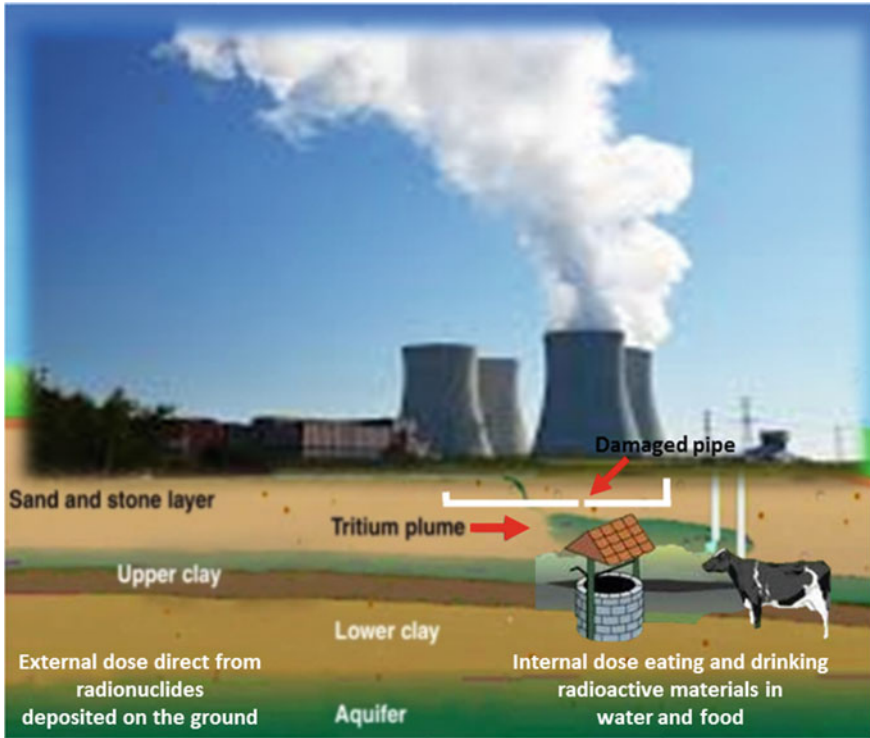 Damaged pipe
Sand and stone layer
Tritium plume
Upper clay
Lower clay
External dose direct from
radionuclides
deposited on the ground
Internal dose eating and drinking
radioactive materials in
water and food
Aquifer